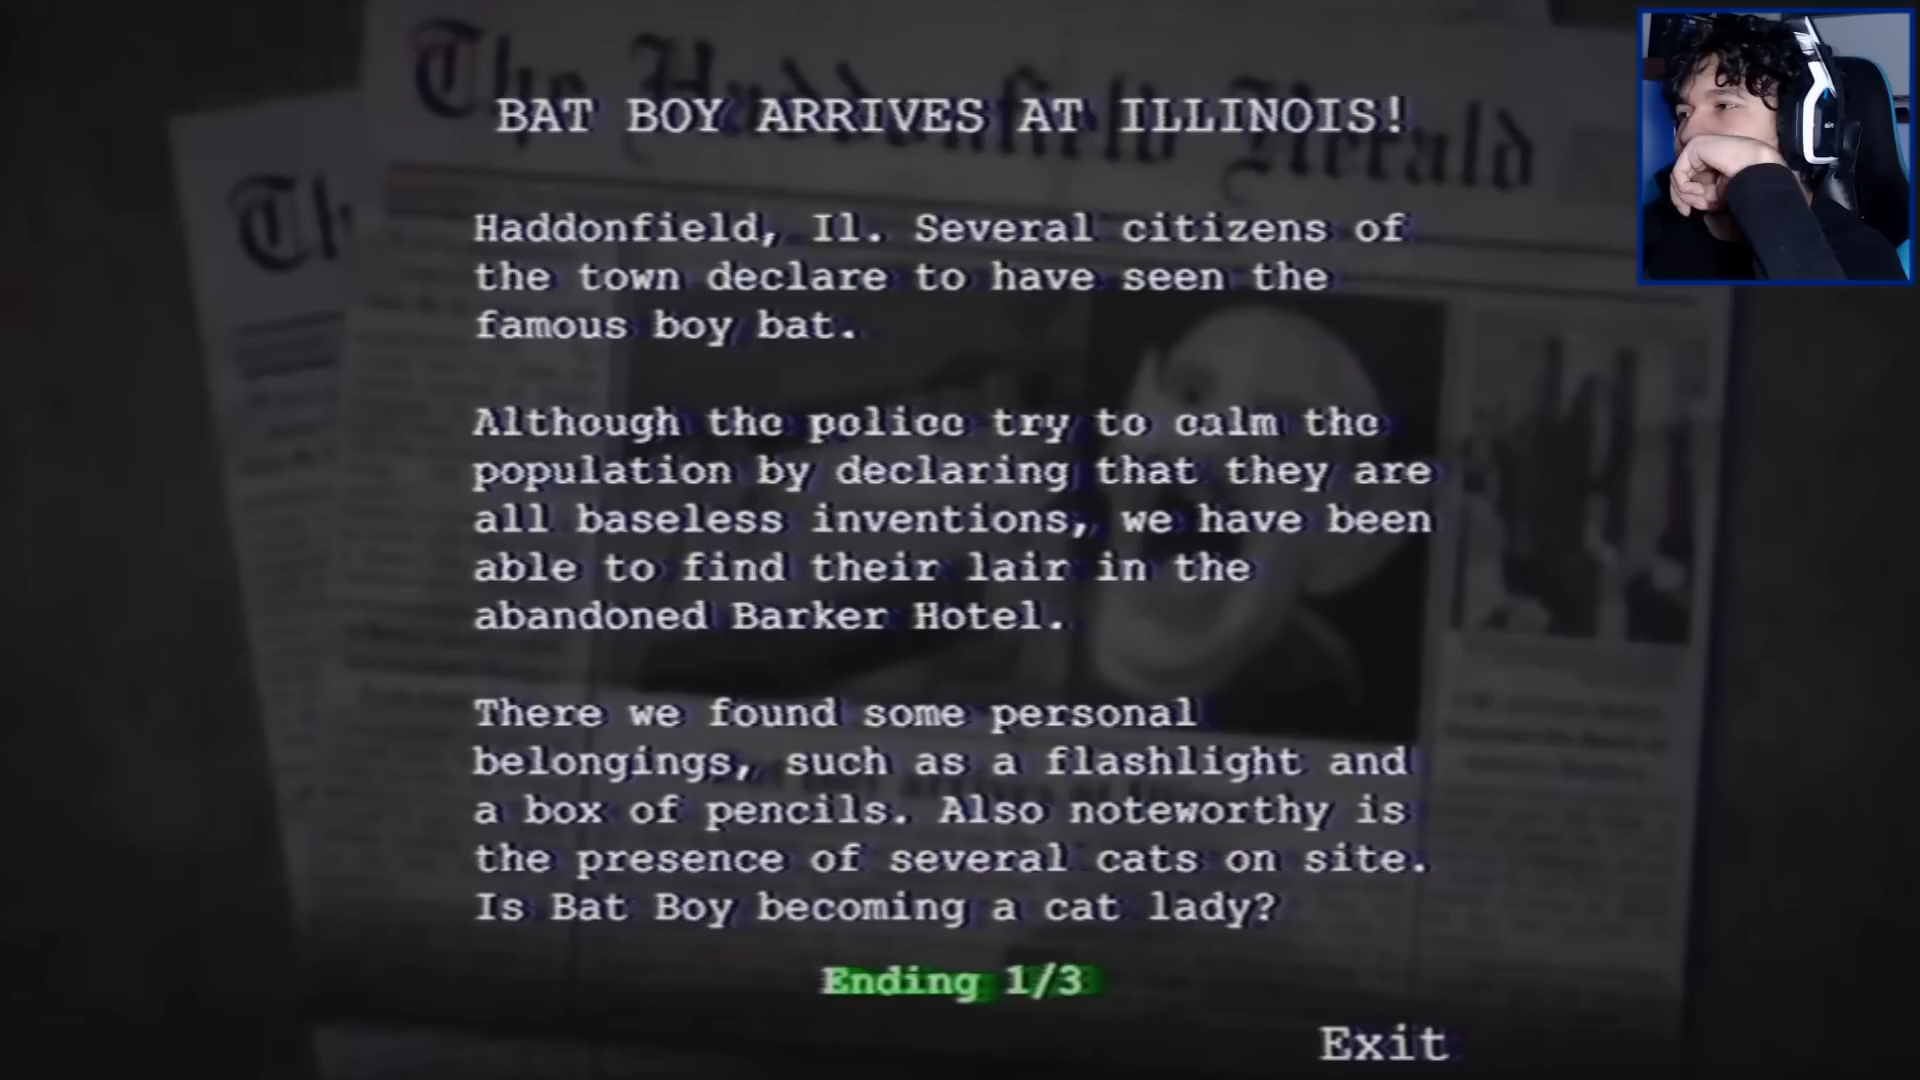 The Haddonfield Herald
Th
BAT BOY ARRIVES AT ILLINOIS!
Haddonfield, Il. Several citizens of
the town declare to have seen the
famous boy bat.
Although the police try to calm the
population by declaring that they are
all baseless inventions, we have been
able to find their lair in the
abandoned Barker Hotel.
There we found some personal
belongings, such as a flashlight and
a box of pencils. Also noteworthy is
the presence of several cats on site.
Is Bat Boy becoming a cat lady?
Ending 1/3
Exit